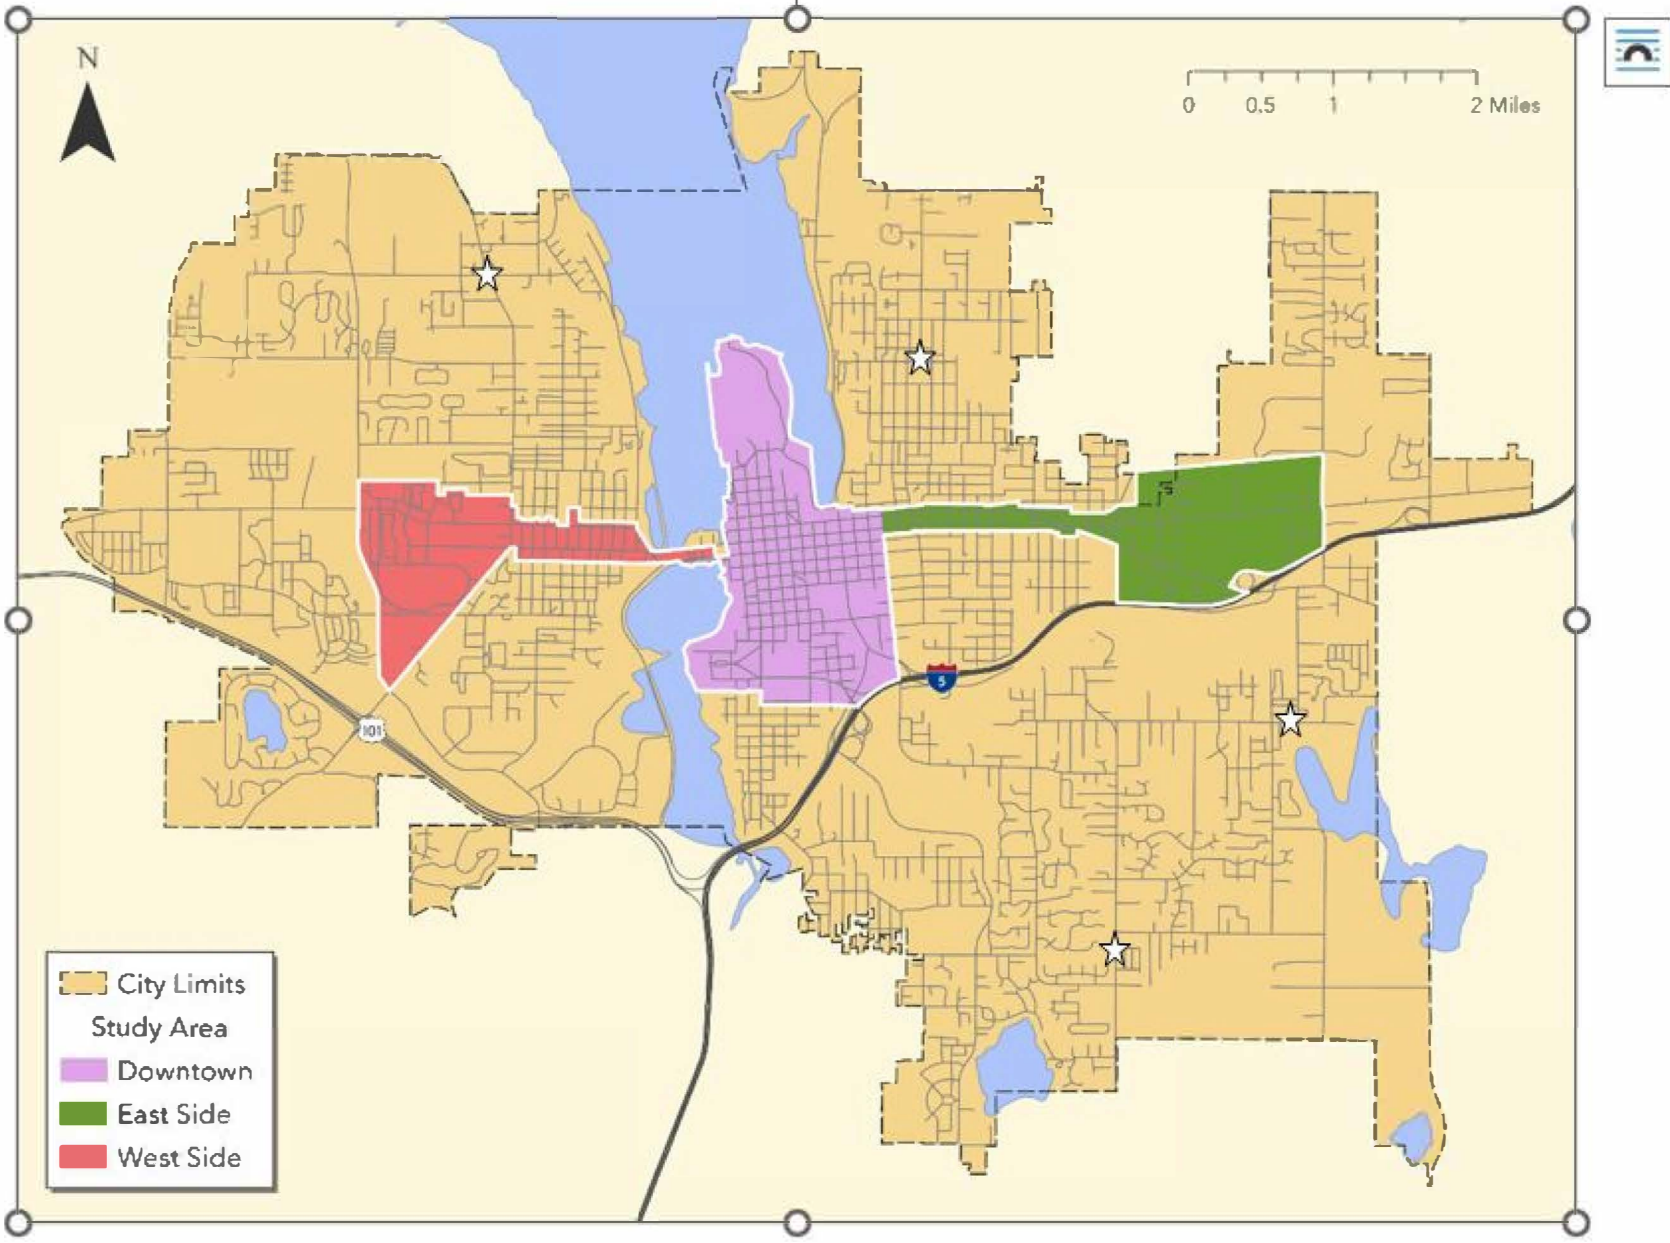 N
0 0.5 1 2 Miles
5
101
City Limits
Study Area
Downtown
East Side
West Side